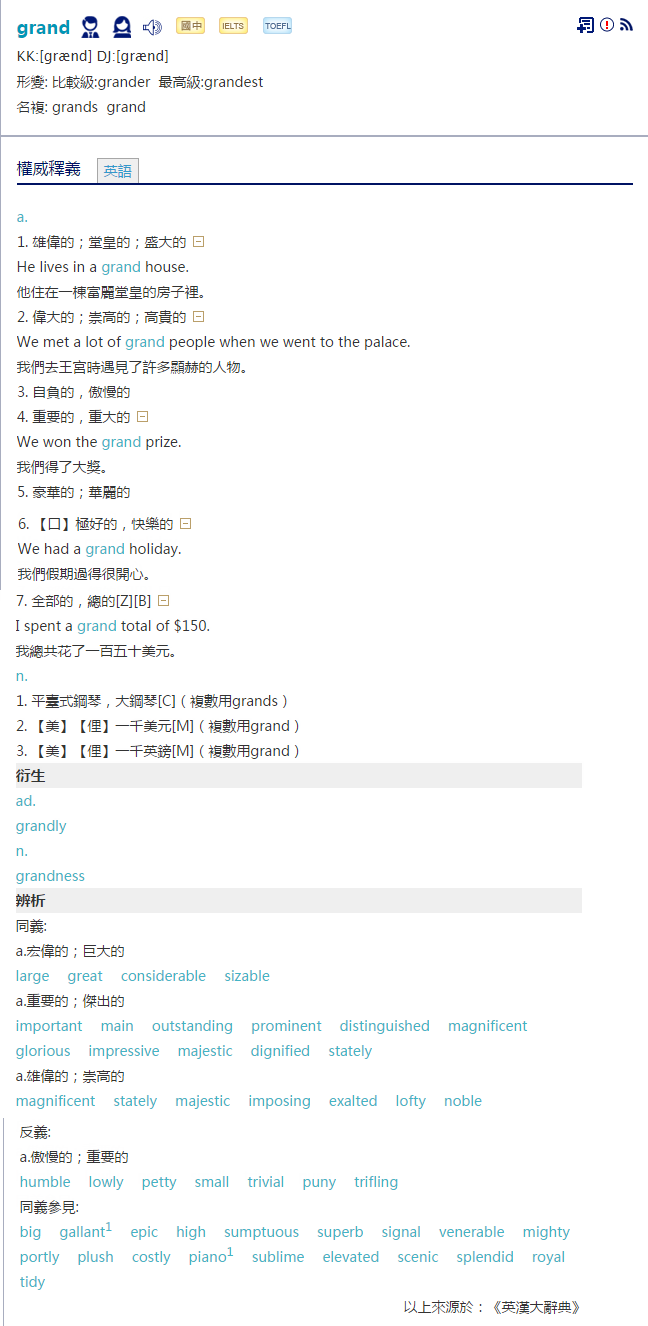 grand 國中 IELTS TOEFL
KK:[grænd] DJ:[grænd]
形變: 比較級:grander 最高級:grandest
名複: grands grand
權威釋義 英語
a.
1. 雄偉的；堂皇的；盛大的
He lives in a grand house.
他住在一棟富麗堂皇的房子裡。
2. 偉大的；崇高的；高貴的
We met a lot of grand people when we went to the palace.
我們去王宮時遇見了許多顯赫的人物。
3. 自負的，傲慢的
4. 重要的，重大的
We won the grand prize.
我們得了大獎。
5. 豪華的；華麗的
6. 【口】極好的，快樂的
We had a grand holiday.
我們假期過得很開心。
7. 全部的，總的[Z][B]
I spent a grand total of $150.
我總共花了一百五十美元。
n.
1. 平臺式鋼琴，大鋼琴[C]（複數用grands）
2. 【美】【俚】一千美元[M]（複數用grand）
3. 【美】【俚】一千英鎊[M]（複數用grand）
衍生
ad.
grandly
n.
grandness
辨析
同義:
a.宏偉的；巨大的
large great considerable sizable
a.重要的；傑出的
important main outstanding prominent distinguished magnificent
glorious impressive majestic dignified stately
a.雄偉的；崇高的
magnificent stately majestic imposing exalted lofty noble
反義:
a.傲慢的；重要的
humble lowly petty small trivial puny trifling
同義參見:
big gallant1 epic high sumptuous superb signal venerable mighty
portly plush costly piano1 sublime elevated scenic splendid royal
tidy
以上來源於：《英漢大辭典》